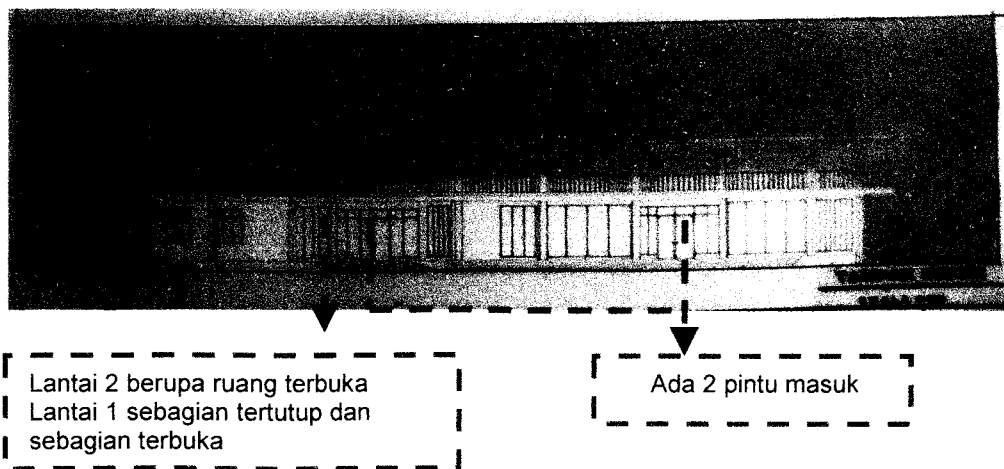 Lantai 2 berupa ruang terbuka
Lantai 1 sebagian tertutup dan
sebagian terbuka
Ada 2 pintu masuk